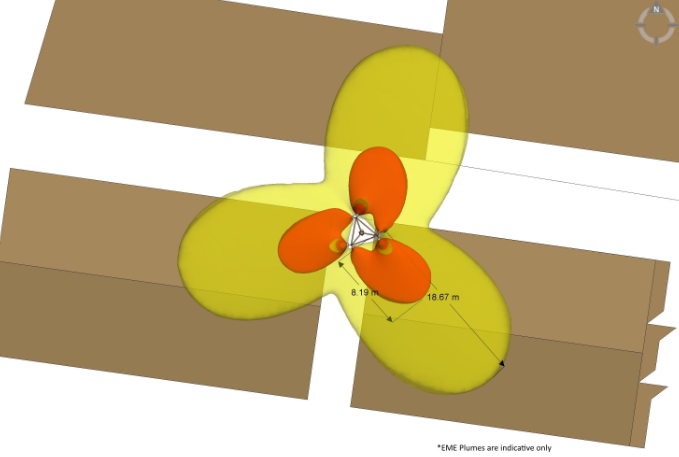 N
8.19 m
18.67 m
*EME Plumes are indicative only